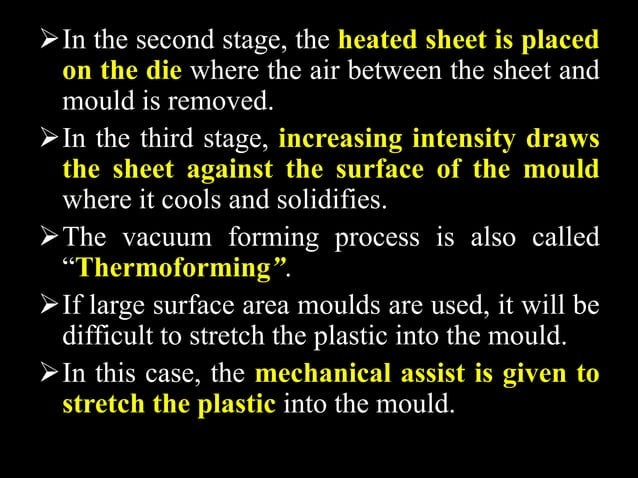 ➢In the second stage, the heated sheet is placed
on the die where the air between the sheet and
mould is removed.
➢In the third stage, increasing intensity draws
the sheet against the surface of the mould
where it cools and solidifies.
➢The vacuum forming process is also called
“Thermoforming”.
➢If large surface area moulds are used, it will be
difficult to stretch the plastic into the mould.
➢In this case, the mechanical assist is given to
stretch the plastic into the mould.